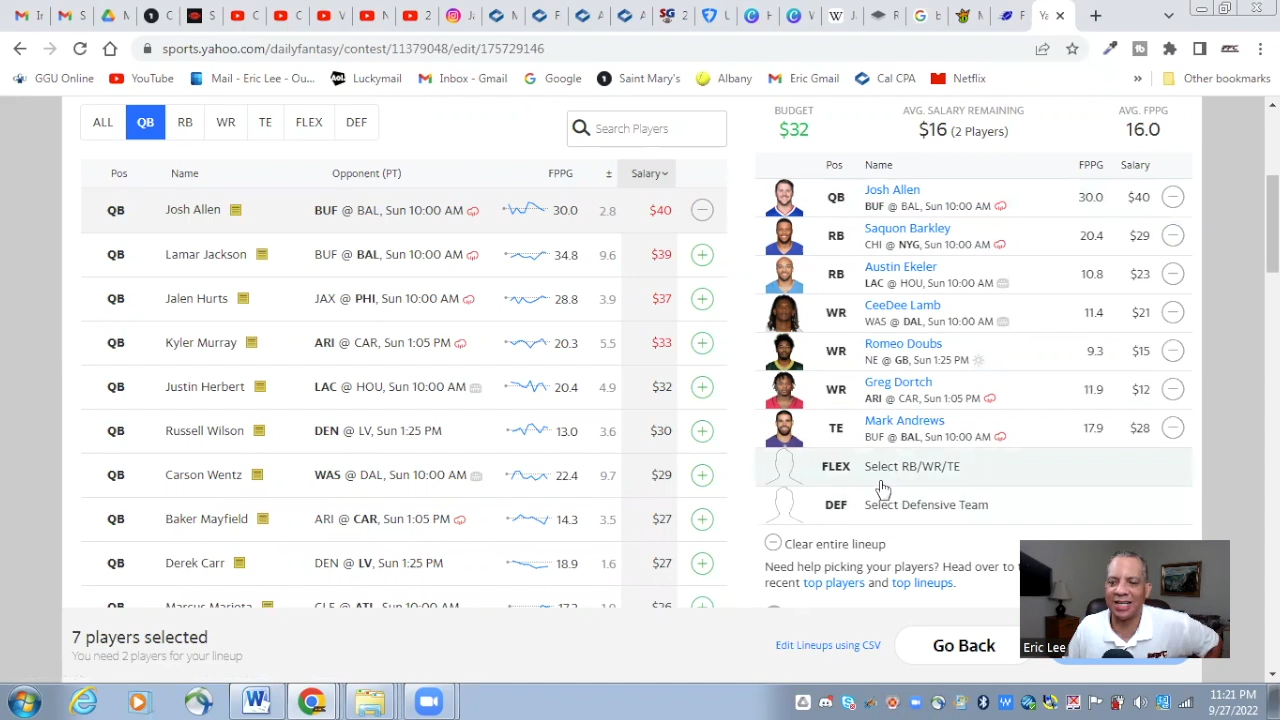 sports.yahoo.com/dailyfantasy/contest/11379048/edit/175729146
GGU Online YouTube Mail - Eric Lee - Ou... Luckymail Inbox - Gmail Google Saint Mary's Albany Eric Gmail Cal CPA Netflix » Other bookmarks
ALL QB RB WR TE FLEX DEF
Search Players
BUDGET AVG. SALARY REMAINING AVG. FPPG
$32 $16 (2 Players) 16.0
Pos Name Opponent (PT) FPPG ± Salary
QB Josh Allen BUF @ BAL, Sun 10:00 AM 30.0 2.8 $40
QB Lamar Jackson BUF @ BAL, Sun 10:00 AM 34.8 9.6 $39
QB Jalen Hurts JAX @ PHI, Sun 10:00 AM 28.8 3.9 $37
QB Kyler Murray ARI @ CAR, Sun 1:05 PM 20.3 5.5 $33
QB Justin Herbert LAC @ HOU, Sun 10:00 AM 20.4 4.9 $32
QB Russell Wilson DEN @ LV, Sun 1:25 PM 13.0 3.6 $30
QB Carson Wentz WAS @ DAL, Sun 10:00 AM 22.4 9.7 $29
QB Baker Mayfield ARI @ CAR, Sun 1:05 PM 14.3 3.5 $27
QB Derek Carr DEN @ LV, Sun 1:25 PM 18.9 1.6 $27
QB Marcus Mariota CLE @ ATL, Sun 10:00 AM $26
Pos Name FPPG Salary
QB Josh Allen 30.0 $40
BUF @ BAL, Sun 10:00 AM
RB Saquon Barkley 20.4 $29
CHI @ NYG, Sun 10:00 AM
RB Austin Ekeler 10.8 $23
LAC @ HOU, Sun 10:00 AM
WR CeeDee Lamb 11.4 $21
WAS @ DAL, Sun 10:00 AM
WR Romeo Doubs 9.3 $15
NE @ GB, Sun 1:25 PM
WR Greg Dortch 11.9 $12
ARI @ CAR, Sun 1:05 PM
TE Mark Andrews 17.9 $28
BUF @ BAL, Sun 10:00 AM
FLEX Select RB/WR/TE
DEF Select Defensive Team
Clear entire lineup
Need help picking your players? Head over to
recent top players and top lineups.
7 players selected
You need 2 players for your lineup
Edit Lineups using CSV
Go Back
Eric Lee
11:21 PM
9/27/2022